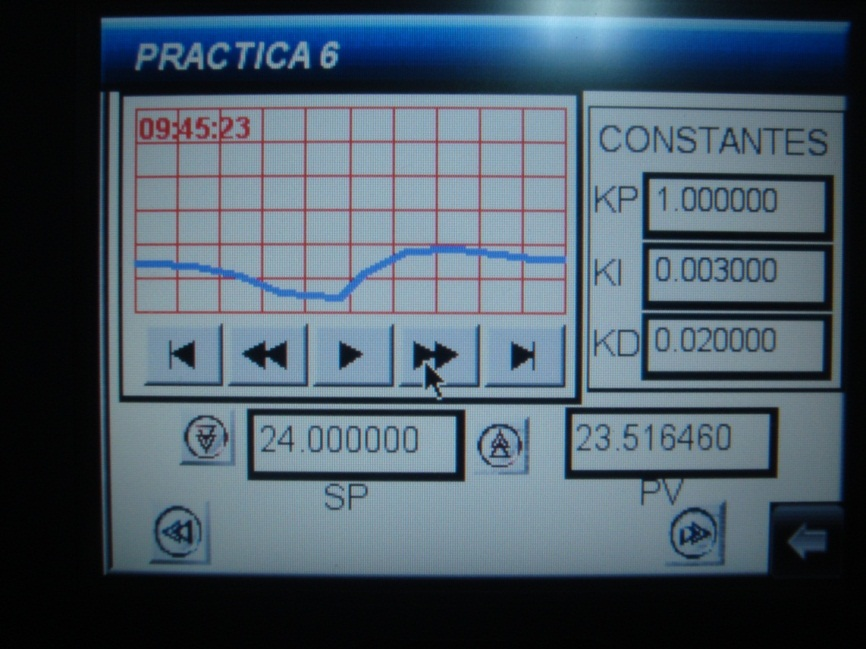 PRACTICA 6
09:45:23
CONSTANTES
KP 1.000000
KI 0.003000
KD 0.020000
24.000000
23.516460
SP
PV